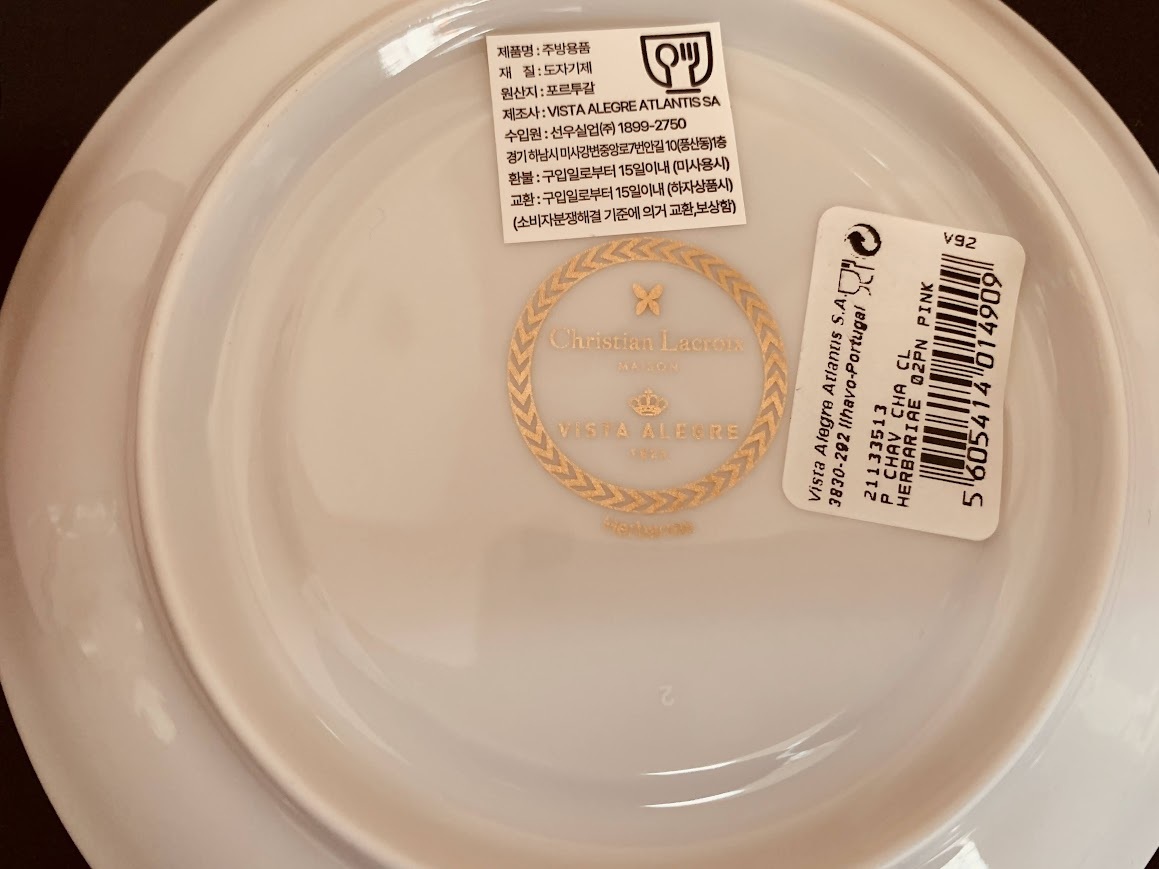 제품명 : 주방용품
재 질 : 도자기제
원산지 : 포르투갈
제조사 : VISTA ALEGRE ATLANTIS SA
수입원 : 선우실업(주) 1899-2750
경기 하남시 미사강변중앙로7번안길 10(풍산동)1층
환불 : 구입일로부터 15일이내 (미사용시)
교환 : 구입일로부터 15일이내 (하자상품시)
(소비자분쟁해결 기준에 의거 교환,보상함)
Christian Lacroix
MAISON
VISTA ALEGRE
1824
Herbariae
V92
Vista Alegre Atlantis S.A.
3830-292 Ilhavo-Portugal
21133513
P CHAV CHA CL
HERBARIAE 02PN PINK
5 605414 014909
2